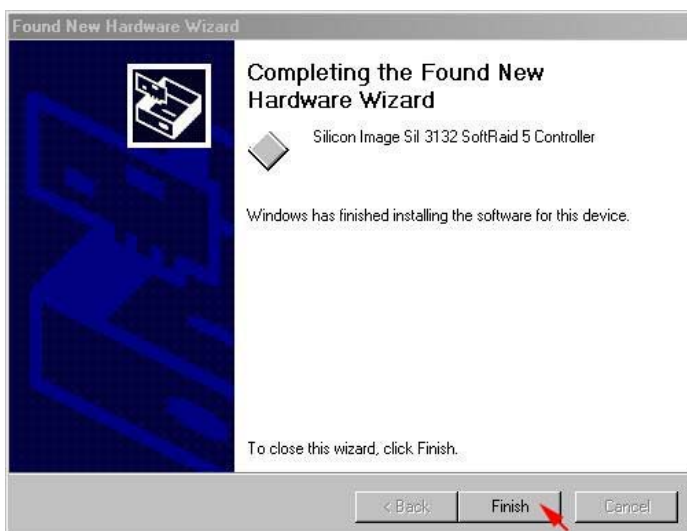 Found New Hardware Wizard
Completing the Found New
Hardware Wizard
Silicon Image SiI 3132 SoftRaid 5 Controller
Windows has finished installing the software for this device.
To close this wizard, click Finish.
< Back
Finish
Cancel